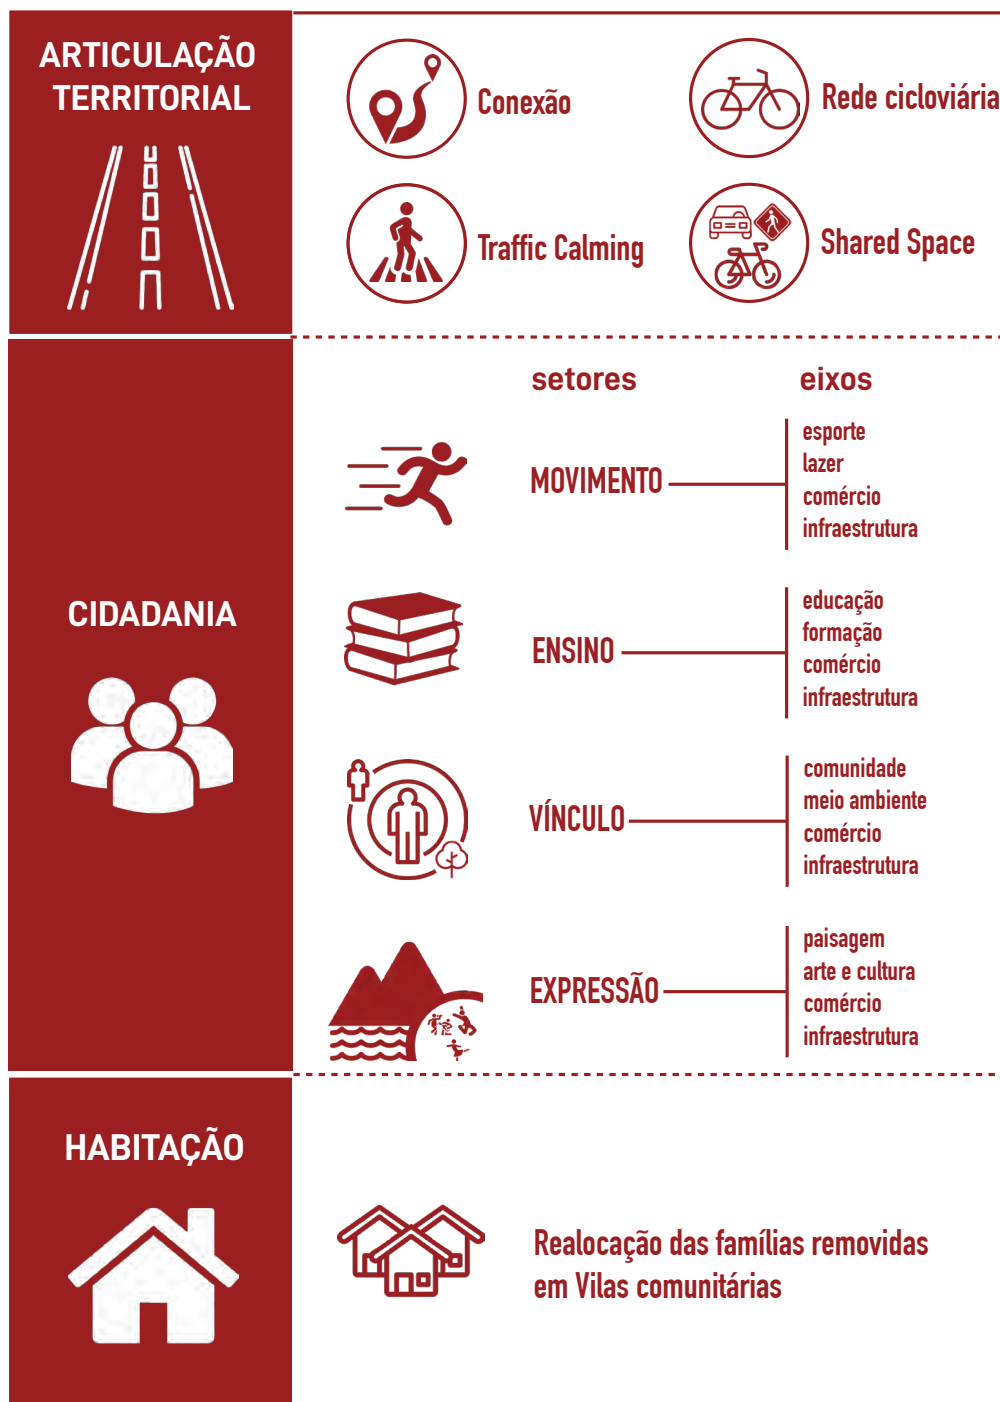 ARTICULAÇÃO
TERRITORIAL
Conexão
Rede cicloviária
Traffic Calming
Shared Space
CIDADANIA
setores
eixos
MOVIMENTO
esporte
lazer
comércio
infraestrutura
ENSINO
educação
formação
comércio
infraestrutura
VÍNCULO
comunidade
meio ambiente
comércio
infraestrutura
EXPRESSÃO
paisagem
arte e cultura
comércio
infraestrutura
HABITAÇÃO
Realocação das famílias removidas
em Vilas comunitárias